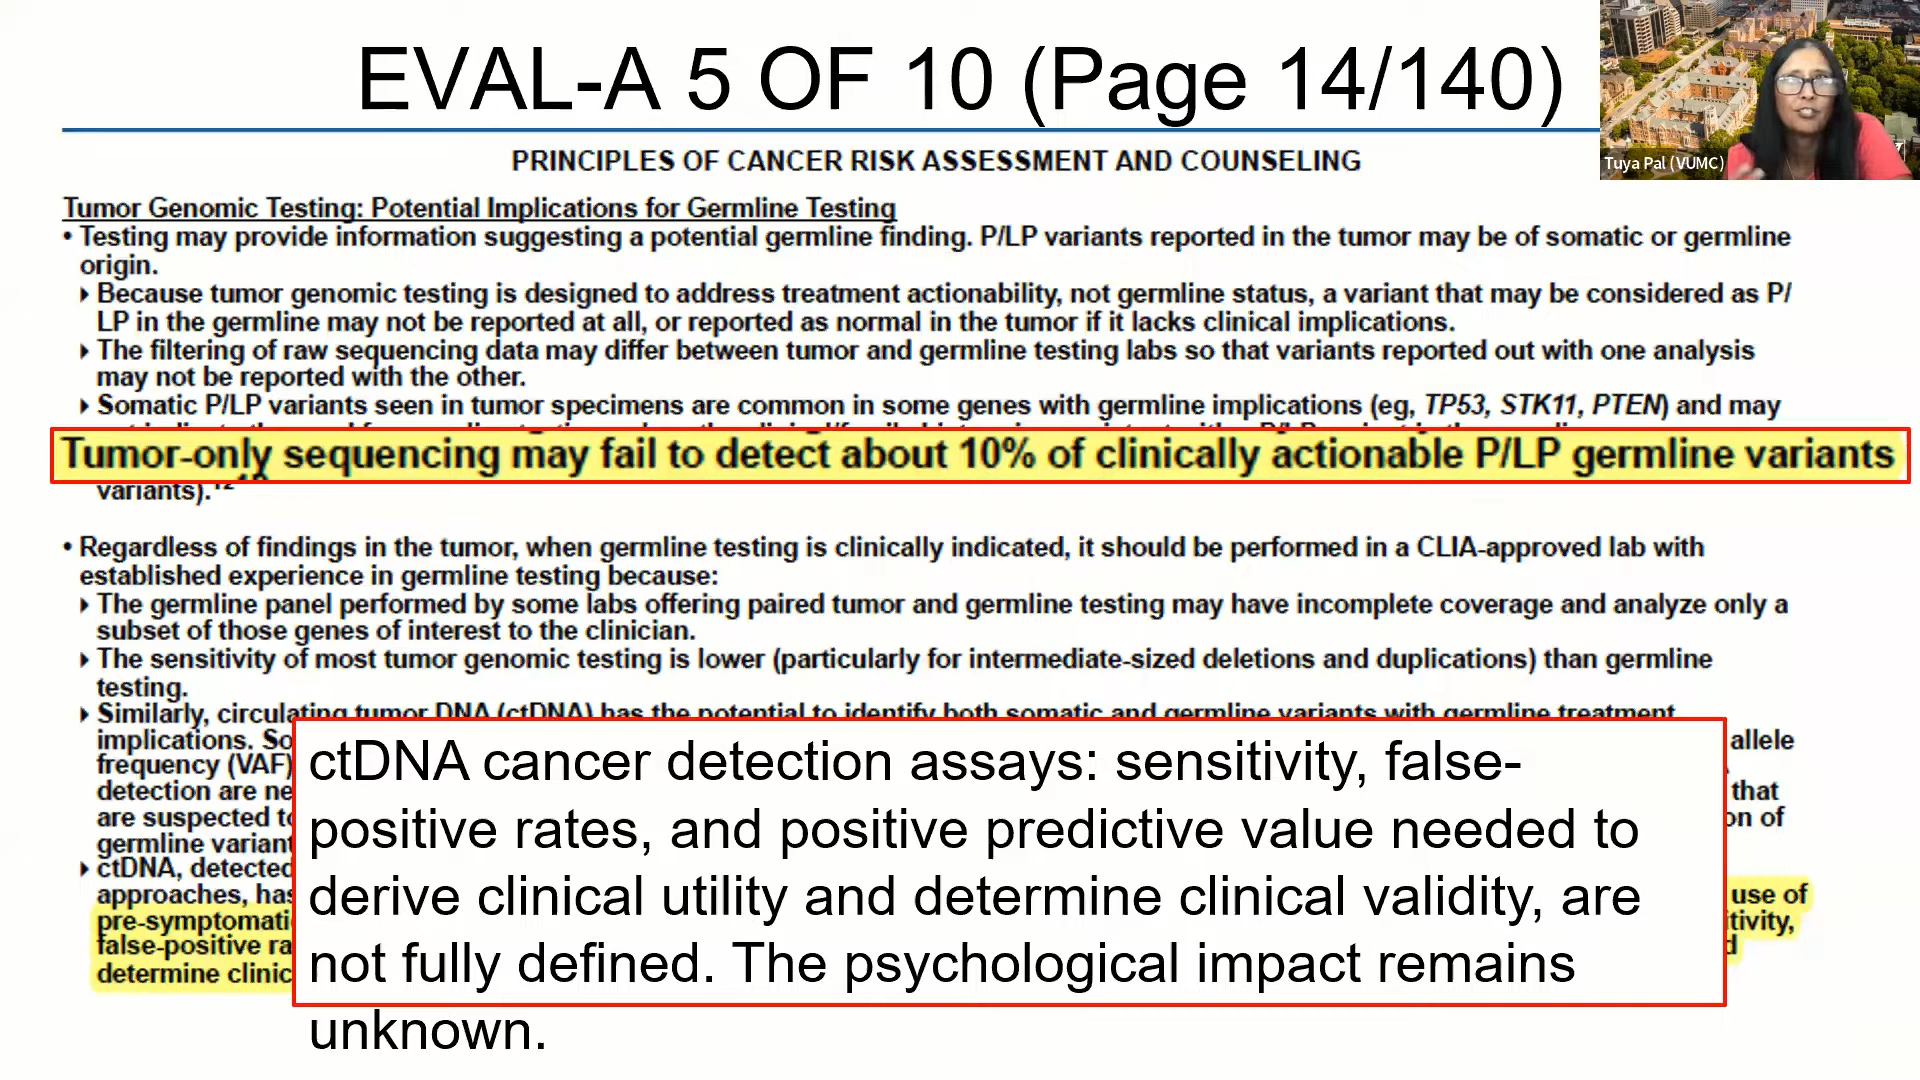 EVAL-A 5 OF 10 (Page 14/140)
Tuya Pal (VUMC)
PRINCIPLES OF CANCER RISK ASSESSMENT AND COUNSELING
Tumor Genomic Testing: Potential Implications for Germline Testing
• Testing may provide information suggesting a potential germline finding. P/LP variants reported in the tumor may be of somatic or germline
origin.
Because tumor genomic testing is designed to address treatment actionability, not germline status, a variant that may be considered as P/
LP in the germline may not be reported at all, or reported as normal in the tumor if it lacks clinical implications.
The filtering of raw sequencing data may differ between tumor and germline testing labs so that variants reported out with one analysis
may not be reported with the other.
Somatic P/LP variants seen in tumor specimens are common in some genes with germline implications (eg, TP53, STK11, PTEN) and may
Tumor-only sequencing may fail to detect about 10% of clinically actionable P/LP germline variants
variants).
• Regardless of findings in the tumor, when germline testing is clinically indicated, it should be performed in a CLIA-approved lab with
established experience in germline testing because:
The germline panel performed by some labs offering paired tumor and germline testing may have incomplete coverage and analyze only a
subset of those genes of interest to the clinician.
The sensitivity of most tumor genomic testing is lower (particularly for intermediate-sized deletions and duplications) than germline
testing.
Similarly, circulating tumor DNA (ctDNA) has the potential to identify both somatic and germline variants with germline treatment
implications. So
allele
frequency (VAF)
detection are ne
that
are suspected to
on of
germline variant
ctDNA, detected
approaches, has
use of
pre-symptomati
itivity,
false-positive ra
d
determine clinic
ctDNA cancer detection assays: sensitivity, false-
positive rates, and positive predictive value needed to
derive clinical utility and determine clinical validity, are
not fully defined. The psychological impact remains
unknown.